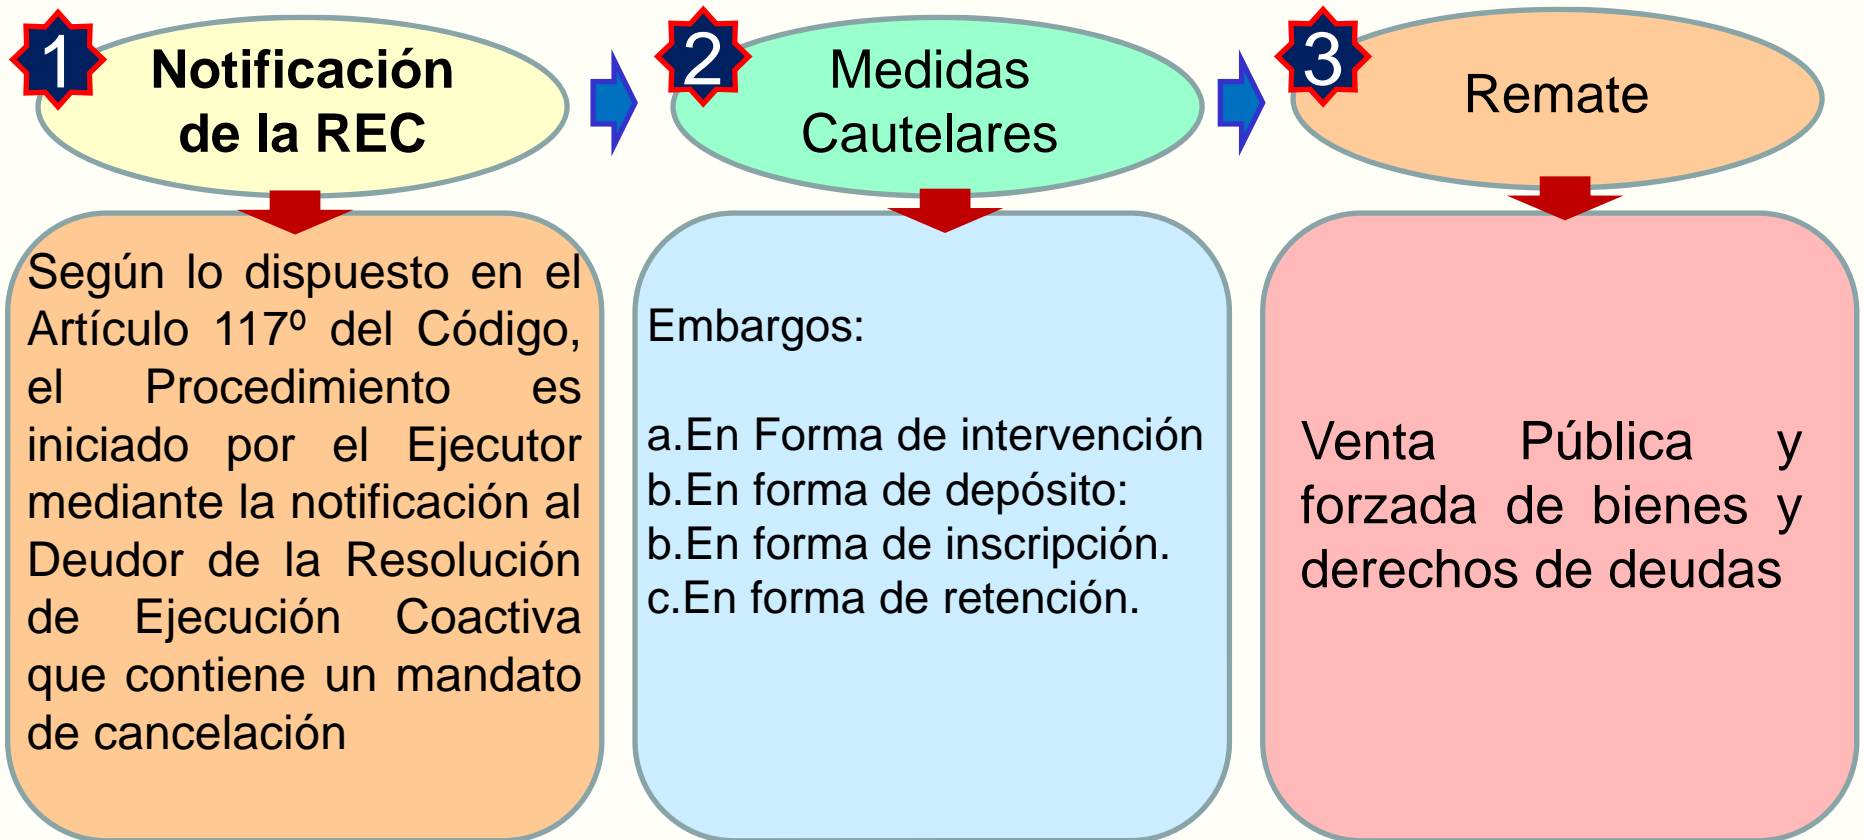 1
Notificación
de la REC
Según lo dispuesto en el
Artículo 117º del Código,
el Procedimiento es
iniciado por el Ejecutor
mediante la notificación al
Deudor de la Resolución
de Ejecución Coactiva
que contiene un mandato
de cancelación
2
Medidas
Cautelares
Embargos:
a.En Forma de intervención
b.En forma de depósito:
b.En forma de inscripción.
c.En forma de retención.
3
Remate
Venta Pública y
forzada de bienes y
derechos de deudas